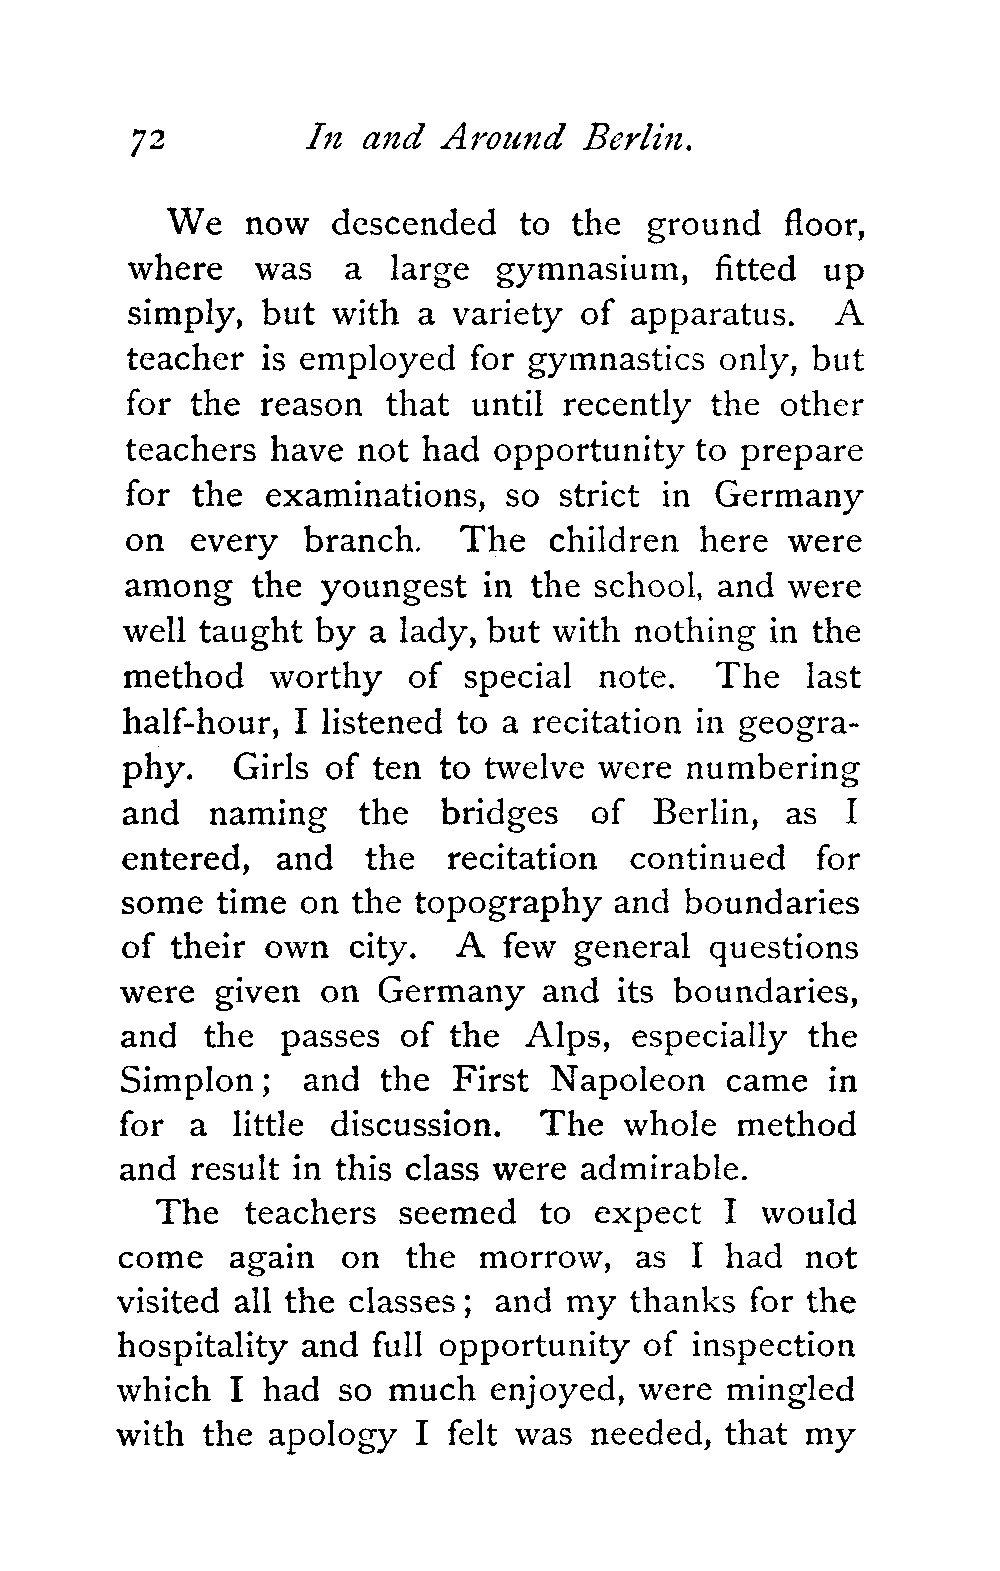 72 In and Around Berlin.
We now descended to the ground floor,
where was a large gymnasium, fitted up
simply, but with a variety of apparatus. A
teacher is employed for gymnastics only, but
for the reason that until recently the other
teachers have not had opportunity to prepare
for the examinations, so strict in Germany
on every branch. The children here were
among the youngest in the school, and were
well taught by a lady, but with nothing in the
method worthy of special note. The last
half-hour, I listened to a recitation in geogra-
phy. Girls of ten to twelve were numbering
and naming the bridges of Berlin, as I
entered, and the recitation continued for
some time on the topography and boundaries
of their own city. A few general questions
were given on Germany and its boundaries,
and the passes of the Alps, especially the
Simplon; and the First Napoleon came in
for a little discussion. The whole method
and result in this class were admirable.
The teachers seemed to expect I would
come again on the morrow, as I had not
visited all the classes; and my thanks for the
hospitality and full opportunity of inspection
which I had so much enjoyed, were mingled
with the apology I felt was needed, that my